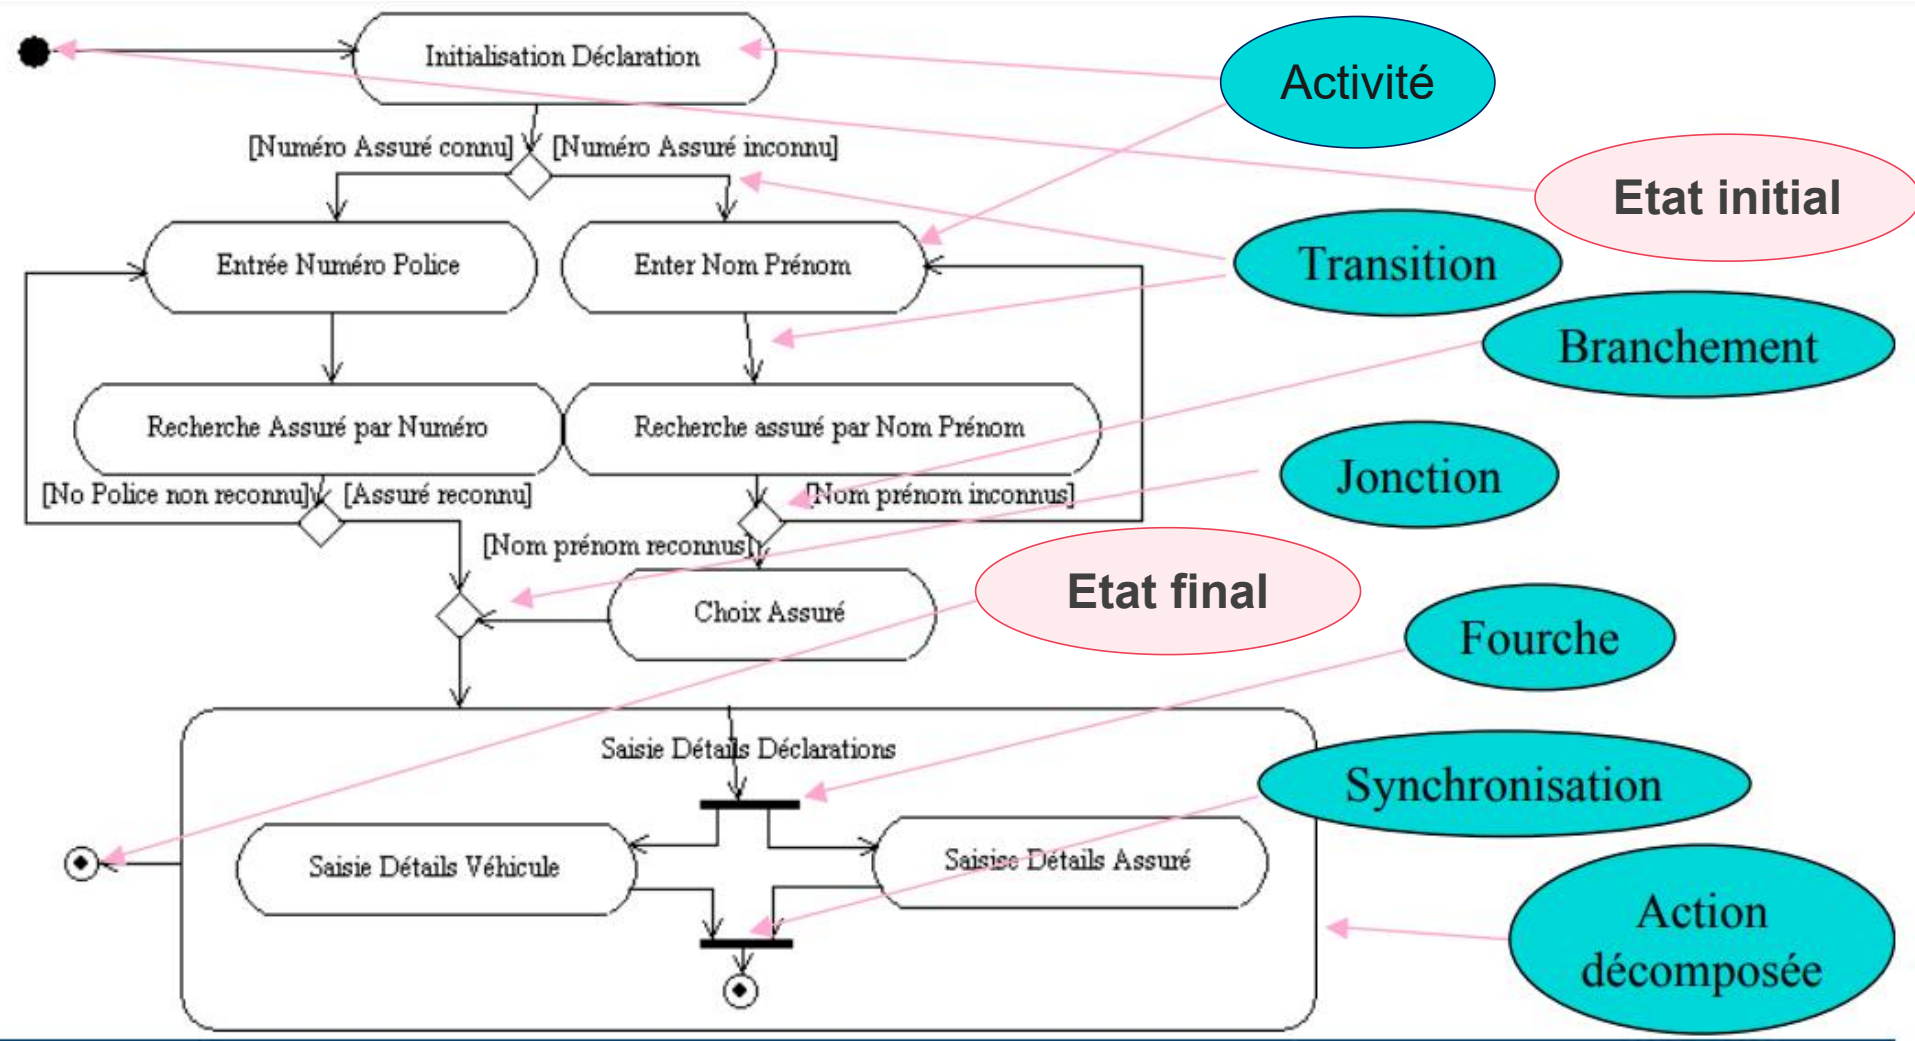 Initialisation Déclaration
Activité
[Numéro Assuré connu]
[Numéro Assuré inconnu]
Etat initial
Entrée Numéro Police
Enter Nom Prénom
Transition
Branchement
Recherche Assuré par Numéro
Recherche assuré par Nom Prénom
Jonction
[No Police non reconnu]
[Assuré reconnu]
[Nom prénom inconnus]
[Nom prénom reconnus]
Etat final
Choix Assuré
Fourche
Saisie Détails Déclarations
Synchronisation
Saisie Détails Véhicule
Saisise Détails Assuré
Action
décomposée